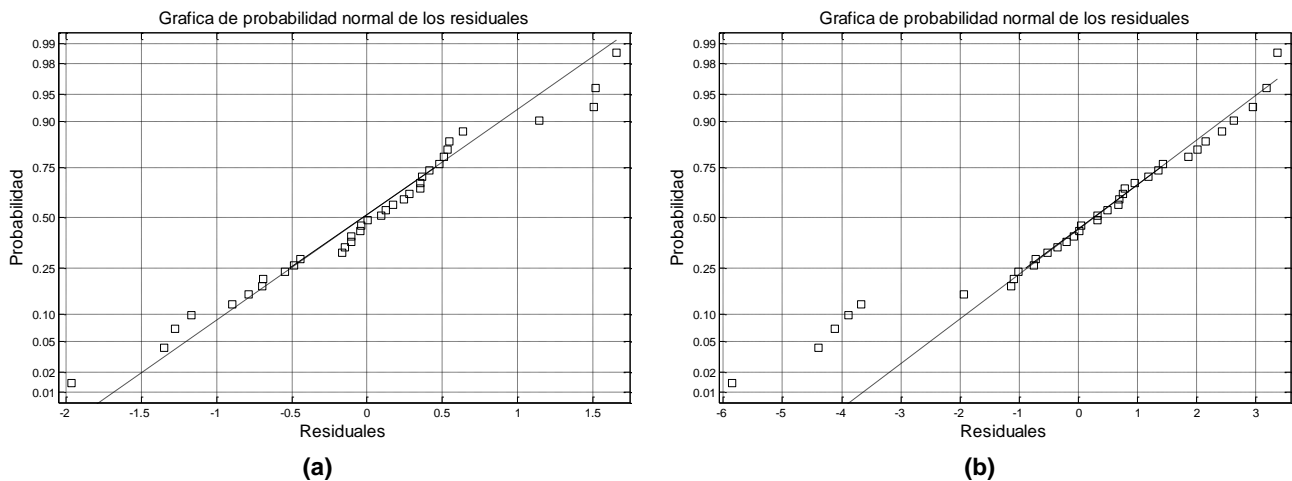 Grafica de probabilidad normal de los residuales
0.99
0.98
0.95
0.90
0.75
0.50
0.25
0.10
0.05
0.02
0.01
Probabilidad
-2 -1.5 -1 -0.5 0 0.5 1 1.5
Residuales
(a)
Grafica de probabilidad normal de los residuales
0.99
0.98
0.95
0.90
0.75
0.50
0.25
0.10
0.05
0.02
0.01
Probabilidad
-6 -5 -4 -3 -2 -1 0 1 2 3
Residuales
(b)